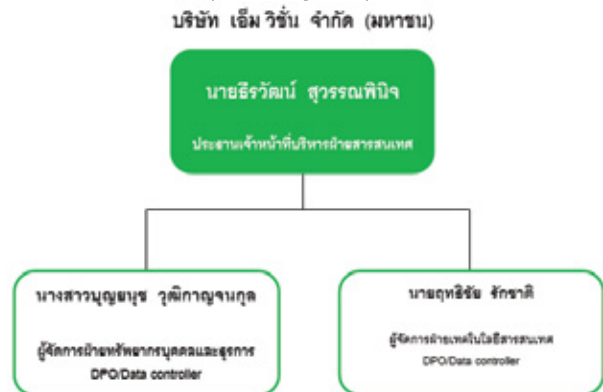 บริษัท เอ็ม วิชั่น จำกัด (มหาชน)
นายธีรวัฒน์ สุวรรณพินิจ
ประธานเจ้าหน้าที่บริหารฝ่ายสารสนเทศ
นางสาวบุญยนุช วุฒิกาญจนกุล
ผู้จัดการฝ่ายทรัพยากรบุคคลและธุรการ
DPO/Data controller
นายฤทธิชัย รักชาติ
ผู้จัดการฝ่ายเทคโนโลยีสารสนเทศ
DPO/Data controller